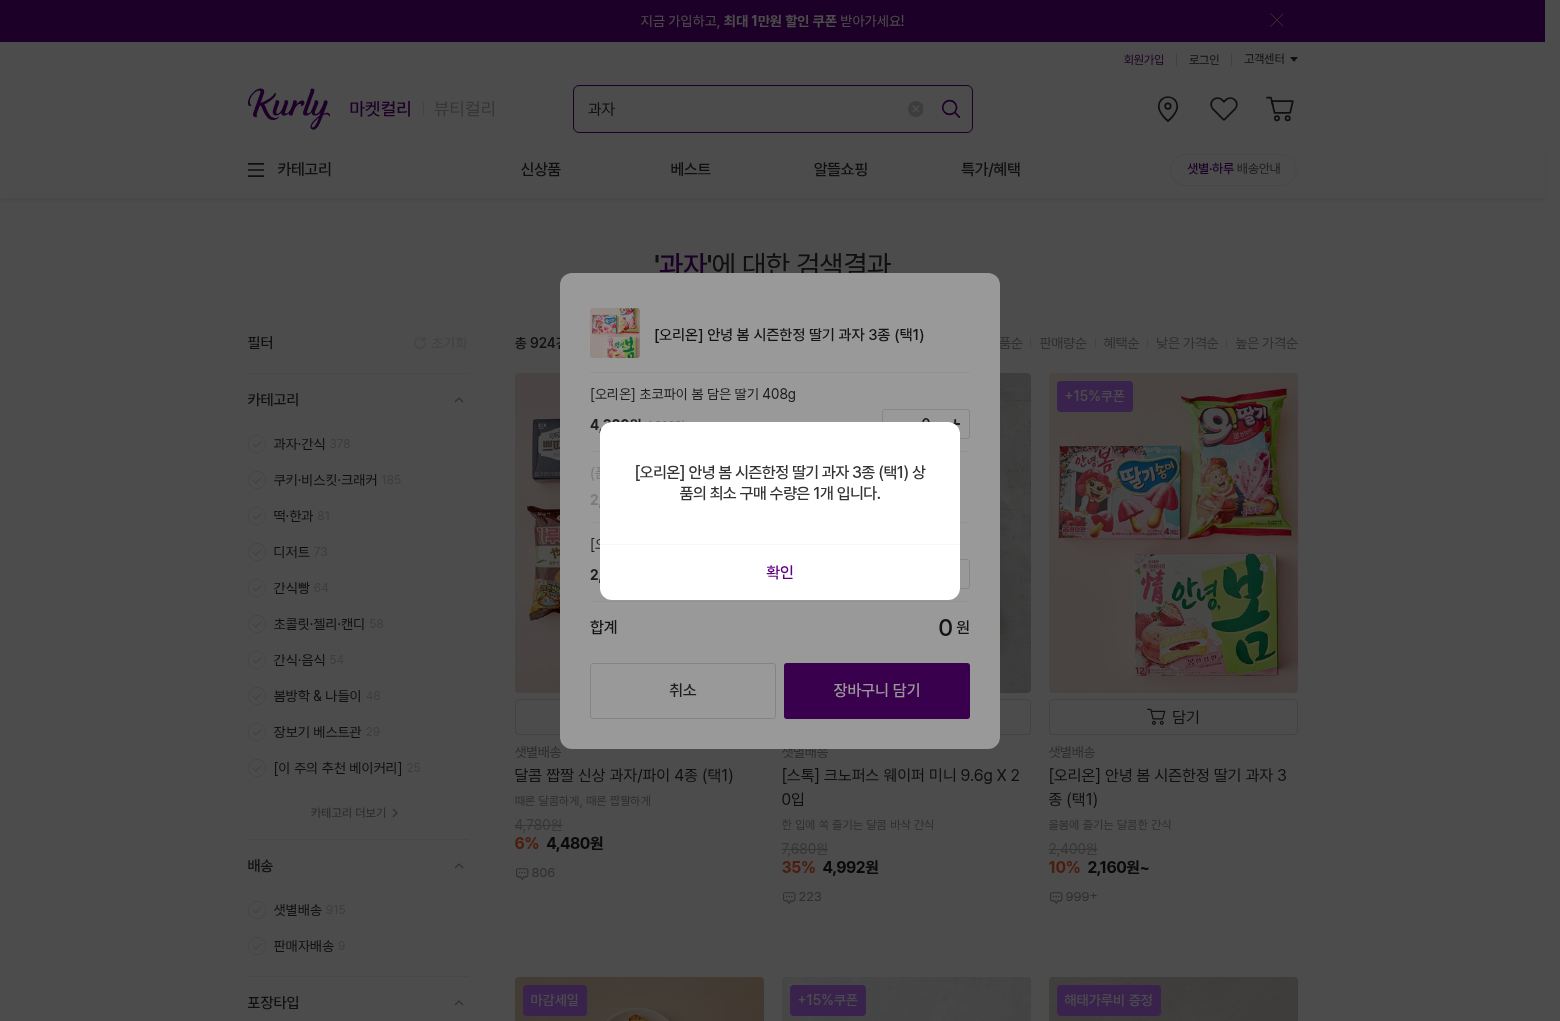 지금 가입하고, 최대 1만원 할인 쿠폰 받아가세요!
회원가입
로그인
고객센터
Kurly
마켓컬리
뷰티컬리
과자
카테고리
신상품
베스트
알뜰쇼핑
특가/혜택
샛별·하루 배송안내
'과자'에 대한 검색결과
필터
초기화
총 924
품순
판매량순
혜택순
낮은 가격순
높은 가격순
카테고리
과자·간식 378
쿠키·비스킷·크래커 185
떡·한과 81
디저트 73
간식빵 64
초콜릿·젤리·캔디 58
간식·음식 54
봄방학 & 나들이 48
장보기 베스트관 29
[이 주의 추천 베이커리] 25
카테고리 더보기
배송
샛별배송 915
판매자배송 9
포장타입
[오리온] 안녕 봄 시즌한정 딸기 과자 3종 (택1)
[오리온] 초코파이 봄 담은 딸기 408g
[오리온] 안녕 봄 시즌한정 딸기 과자 3종 (택1) 상
품의 최소 구매 수량은 1개 입니다.
확인
합계
0 원
취소
장바구니 담기
+15%쿠폰
9! 딸기
안녕 봄
딸기송이
情
안녕, 봄
담기
샛별배송
달콤 짭짤 신상 과자/파이 4종 (택1)
때론 달콤하게, 때론 짭짤하게
4,780원
6% 4,480원
806
샛별배송
[스톡] 크노퍼스 웨이퍼 미니 9.6g X 2
0입
한 입에 쏙 즐기는 달콤 바삭 간식
7,680원
35% 4,992원
223
샛별배송
[오리온] 안녕 봄 시즌한정 딸기 과자 3
종 (택1)
올봄에 즐기는 달콤한 간식
2,400원
10% 2,160원~
999+
마감세일
+15%쿠폰
해태가루비 증정